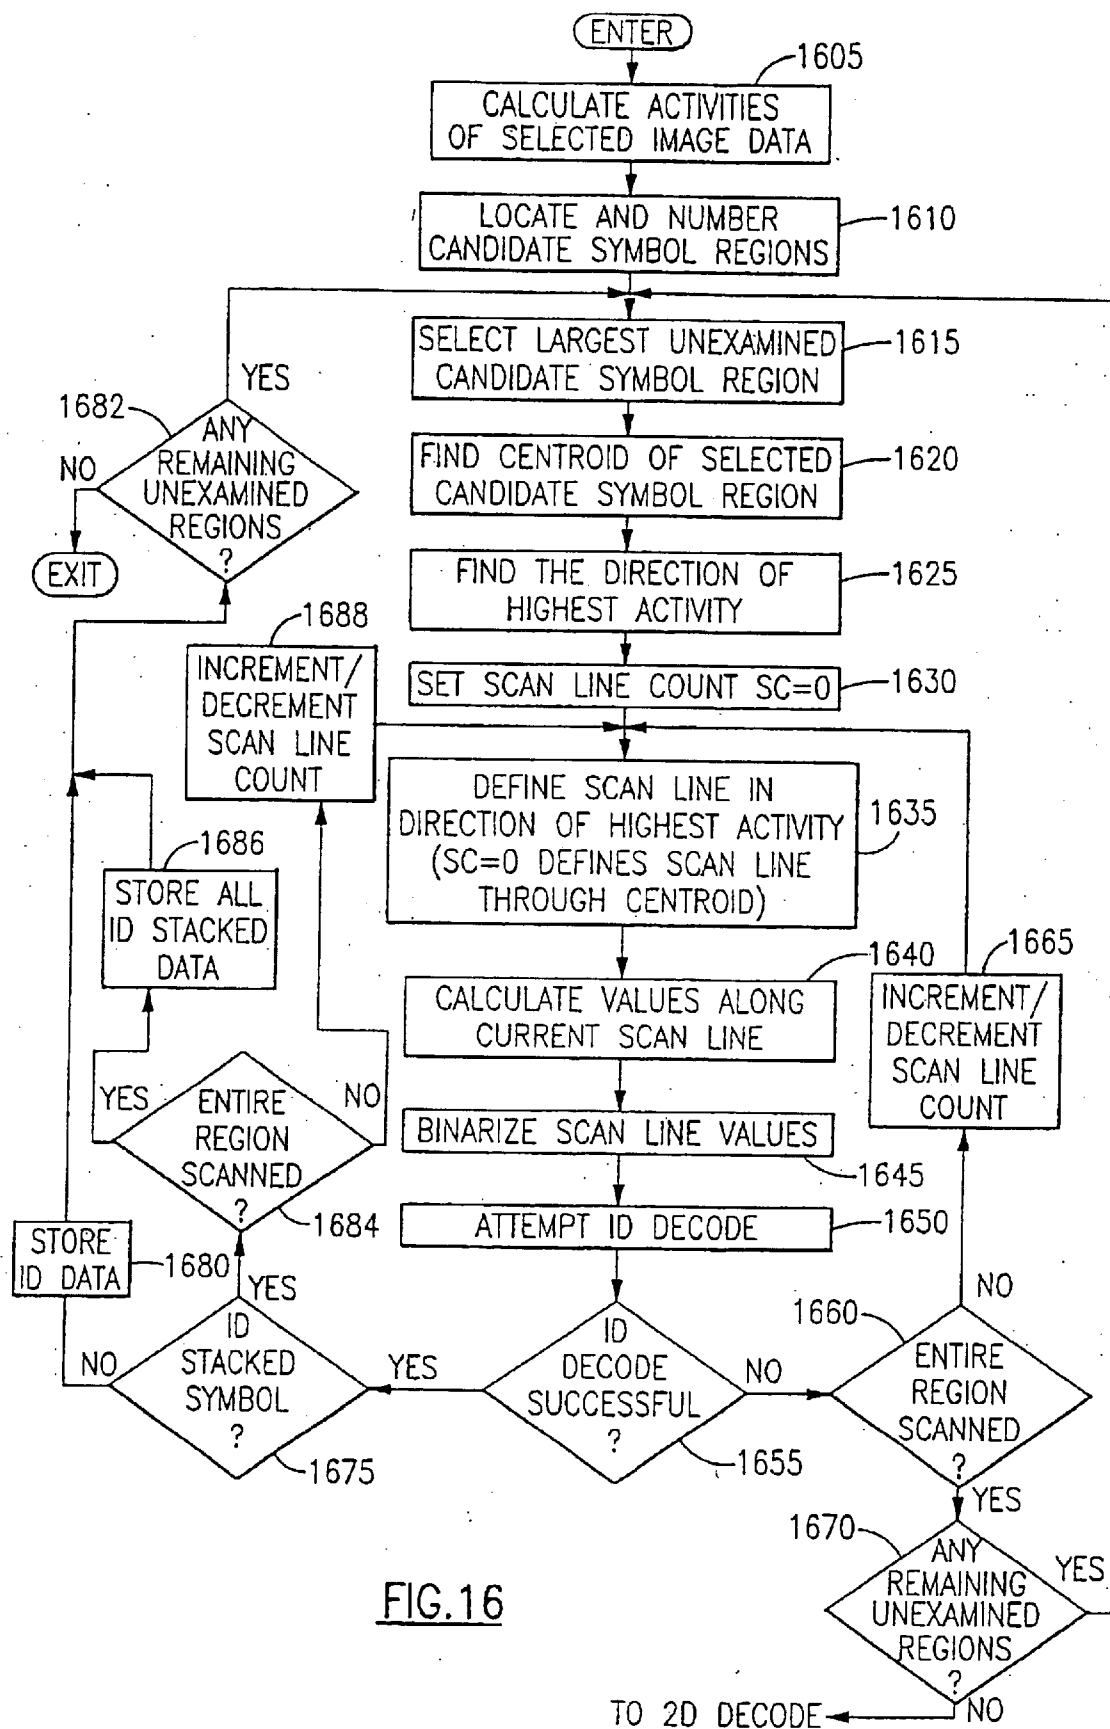 ENTER
1605
CALCULATE ACTIVITIES
OF SELECTED IMAGE DATA
LOCATE AND NUMBER
CANDIDATE SYMBOL REGIONS
1610
SELECT LARGEST UNEXAMINED
CANDIDATE SYMBOL REGION
1615
YES
1682
ANY
REMAINING
UNEXAMINED
REGIONS
?
NO
EXIT
FIND CENTROID OF SELECTED
CANDIDATE SYMBOL REGION
1620
FIND THE DIRECTION OF
HIGHEST ACTIVITY
1625
1688
INCREMENT/
DECREMENT
SCAN LINE
COUNT
SET SCAN LINE COUNT SC=0
1630
DEFINE SCAN LINE IN
DIRECTION OF HIGHEST ACTIVITY
(SC=0 DEFINES SCAN LINE
THROUGH CENTROID)
1635
1686
STORE ALL
ID STACKED
DATA
1640
CALCULATE VALUES ALONG
CURRENT SCAN LINE
1665
INCREMENT/
DECREMENT
SCAN LINE
COUNT
YES
ENTIRE
REGION
SCANNED
?
NO
1684
BINARIZE SCAN LINE VALUES
1645
ATTEMPT ID DECODE
1650
STORE
ID DATA
1680
YES
ID
STACKED
SYMBOL
?
NO
1675
YES
ID
DECODE
SUCCESSFUL
?
NO
1655
1660
NO
ENTIRE
REGION
SCANNED
?
YES
1670
ANY
REMAINING
UNEXAMINED
REGIONS
?
YES
NO
TO 2D DECODE
FIG.16